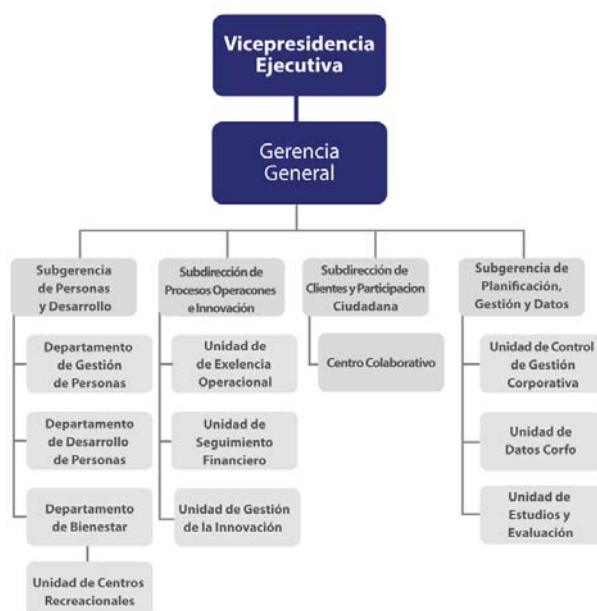 Vicepresidencia
Ejecutiva
Gerencia
General
Subgerencia
de Personas
y Desarrollo
Departamento
de Gestión
de Personas
Departamento
de Desarrollo
de Personas
Departamento
de Bienestar
Unidad de Centros
Recreacionales
Subdirección de
Procesos Operacones
e Innovación
Unidad de
de Exelencia
Operacional
Unidad de
Seguimiento
Financiero
Unidad de Gestión
de la Innovación
Subdirección de
Clientes y Participacion
Ciudadana
Centro Colaborativo
Subgerencia de
Planificación,
Gestión y Datos
Unidad de Control
de Gestión
Corporativa
Unidad de
Datos Corfo
Unidad de
Estudios y
Evaluación